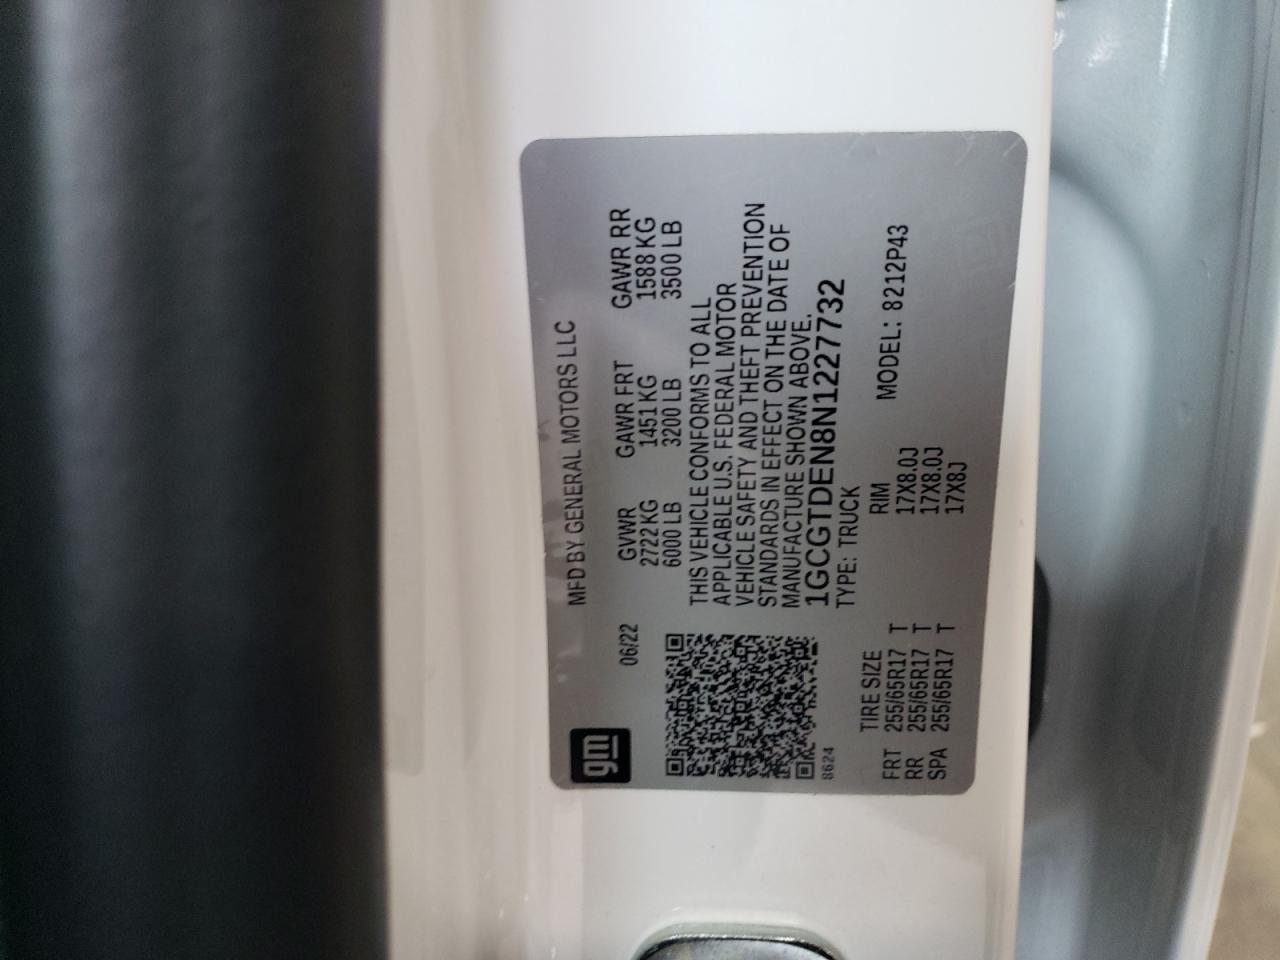 gm
MFD BY GENERAL MOTORS LLC
06/22
GVWR GAWR FRT GAWR RR
2722 KG 1451 KG 1588 KG
6000 LB 3200 LB 3500 LB
THIS VEHICLE CONFORMS TO ALL
APPLICABLE U.S. FEDERAL MOTOR
VEHICLE SAFETY AND THEFT PREVENTION
STANDARDS IN EFFECT ON THE DATE OF
MANUFACTURE SHOWN ABOVE.
1GCGTDEN8N1227732
8624
TYPE: TRUCK
TIRE SIZE RIM MODEL: 8212P43
FRT 255/65R17 T 17X8.0J
RR 255/65R17 T 17X8.0J
SPA 255/65R17 T 17X8J